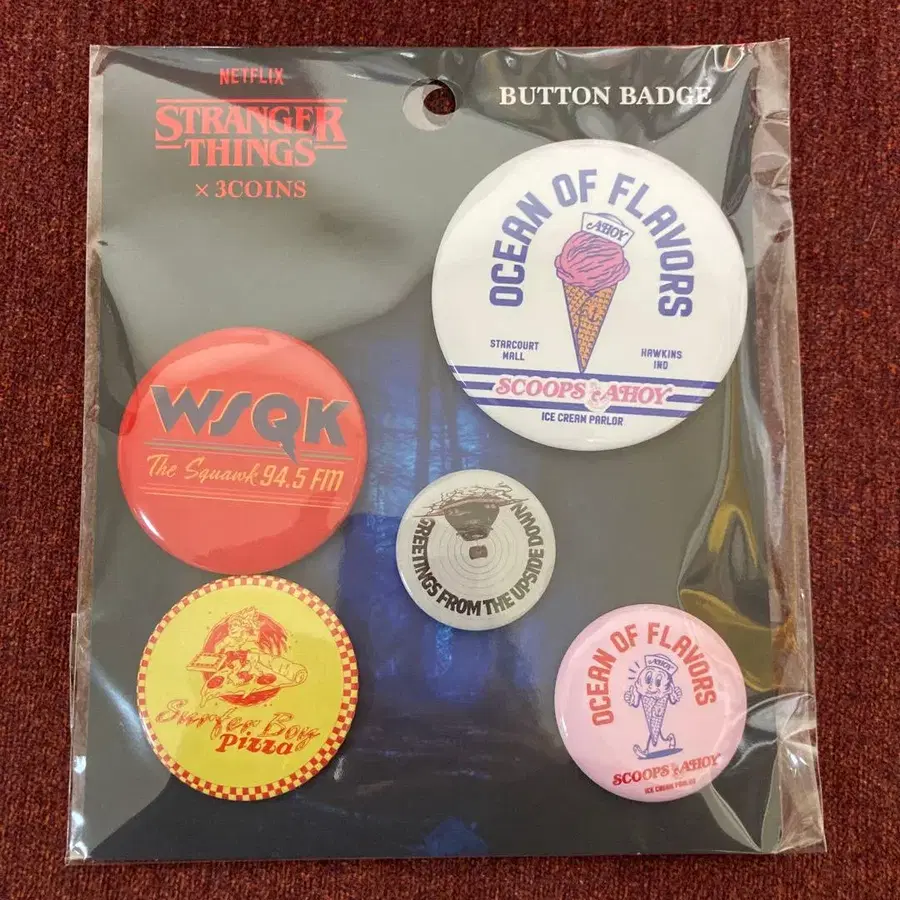 NETFLIX
STRANGER
THINGS
× 3COINS
BUTTON BADGE
OCEAN OF FLAVORS
AHOY
STARCOURT
MALL
HAWKINS
IND
SCOOPS AHOY
ICE CREAM PARLOR
WSQK
The Squawk 94.5 FM
GREETINGS FROM THE UPSIDE DOWN
Surfer Boy
Pizza
OCEAN OF FLAVORS
AHOY
SCOOPS AHOY
ICE CREAM PARLOR